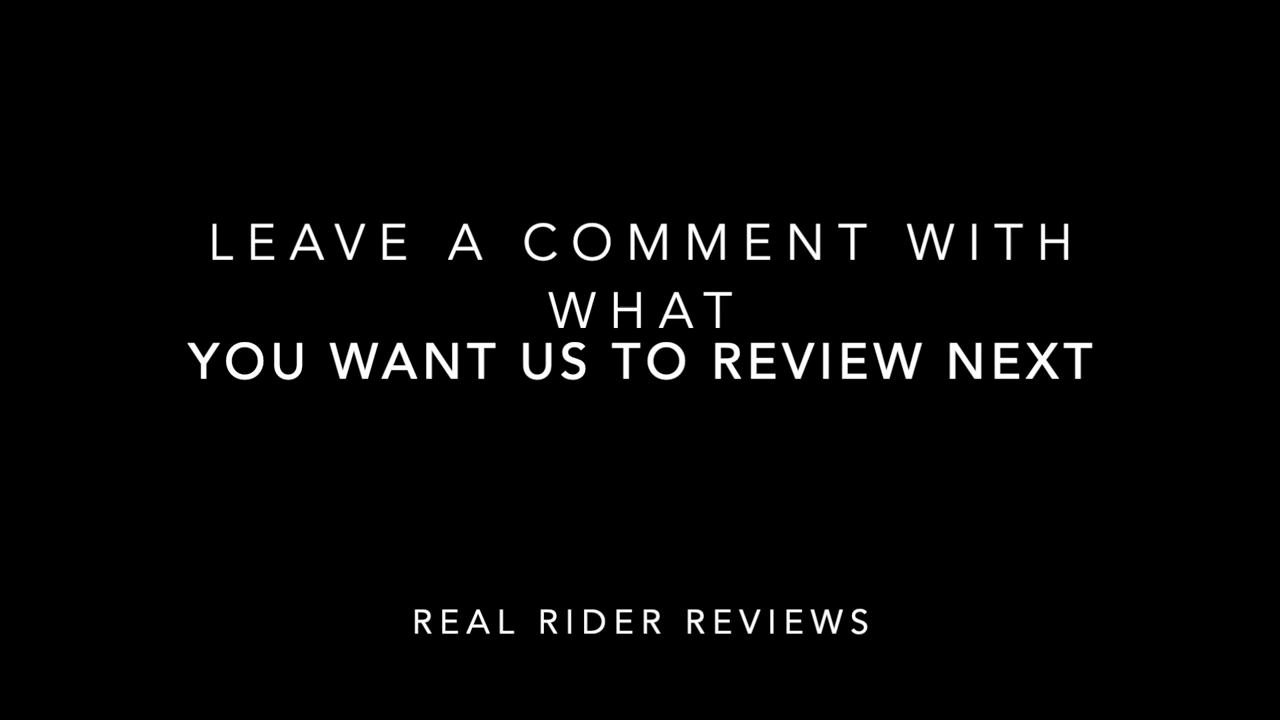 LEAVE A COMMENT WITH
WHAT
YOU WANT US TO REVIEW NEXT
REAL RIDER REVIEWS